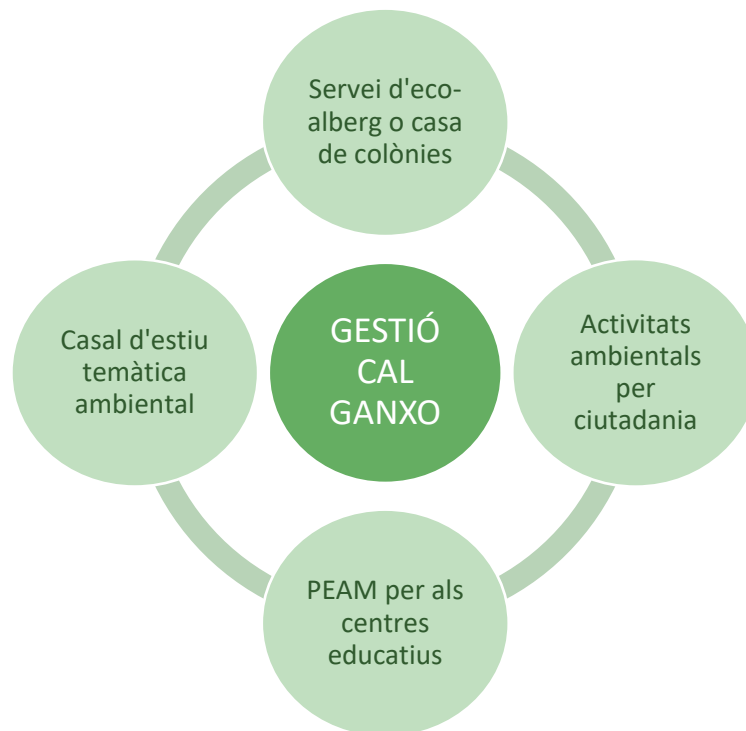 Servei d'eco-
alberg o casa
de colònies
Casal d'estiu
temàtica
ambiental
GESTIÓ
CAL
GANXO
Activitats
ambientals
per
ciutadania
PEAM per als
centres
educatius